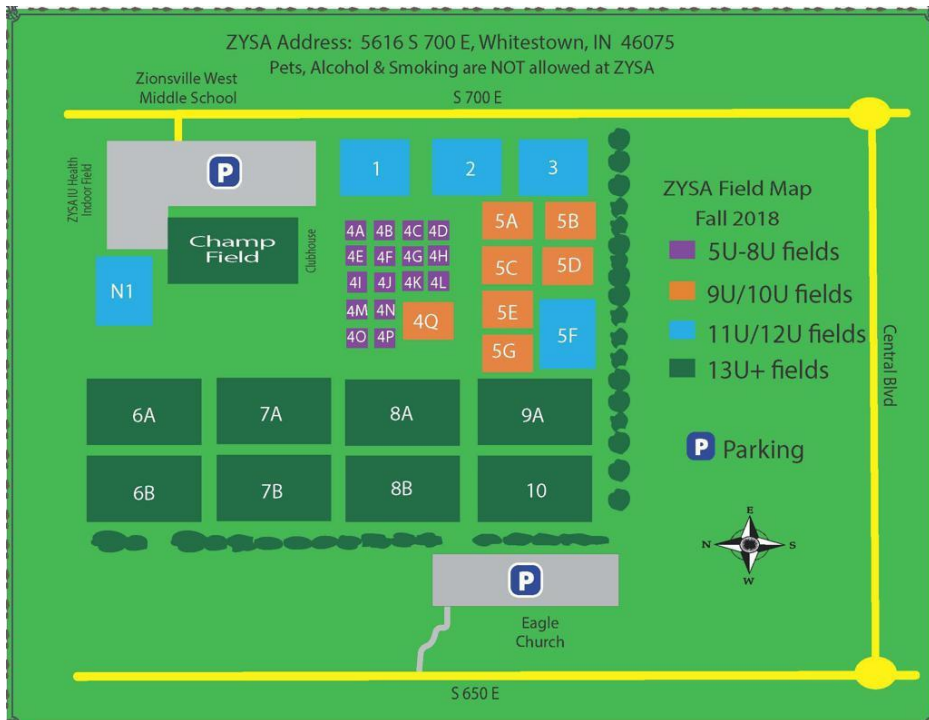 ZYSA Address: 5616 S 700 E, Whitestown, IN 46075
Pets, Alcohol & Smoking are NOT allowed at ZYSA
Zionsville West
Middle School
S 700 E
ZYSA IU Health
Indoor Field
P
1
2
3
Champ
Field
Clubhouse
N1
4A 4B 4C 4D
4E 4F 4G 4H
4I 4J 4K 4L
4M 4N
4O 4P
4Q
5A 5B
5C 5D
5E
5F
5G
ZYSA Field Map
Fall 2018
5U-8U fields
9U/10U fields
11U/12U fields
13U+ fields
P Parking
Central Blvd
6A 7A 8A 9A
6B 7B 8B 10
E
N S
W
P
Eagle
Church
S 650 E